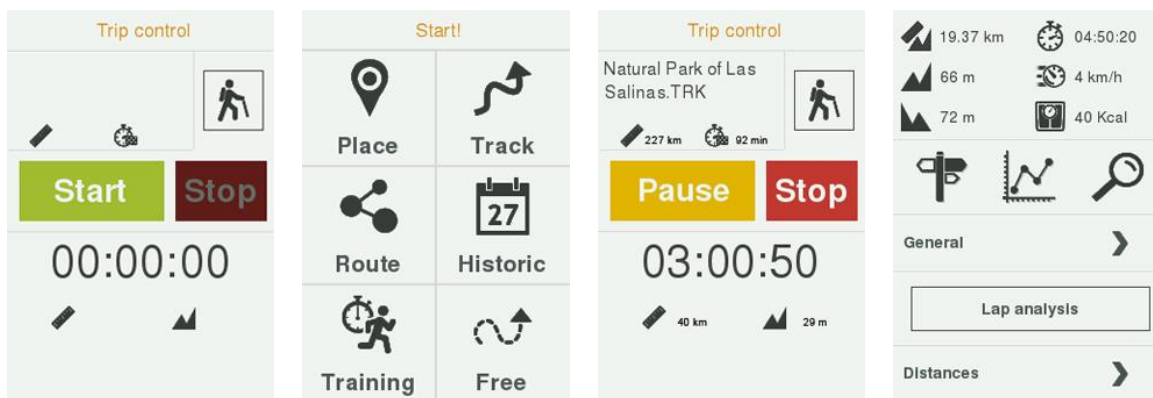 Trip control
Start
Stop
00:00:00
Start!
Place
Track
Route
27
Historic
Training
Free
Trip control
Natural Park of Las
Salinas.TRK
227 km
92 min
Pause
Stop
03:00:50
40 km
29 m
19.37 km
04:50:20
66 m
4 km/h
72 m
40 Kcal
General
Lap analysis
Distances